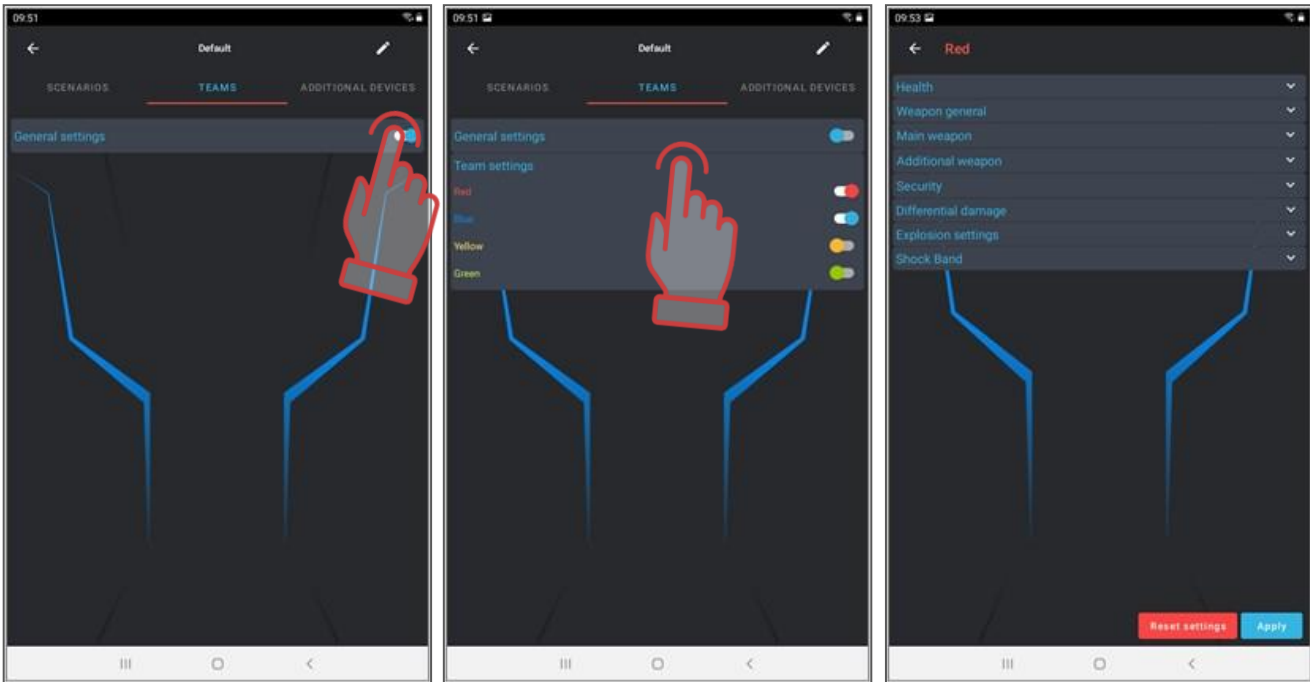 09:51
Default
SCENARIOS TEAMS ADDITIONAL DEVICES
General settings
09:51
Default
SCENARIOS TEAMS ADDITIONAL DEVICES
General settings
Team settings
Red
Blue
Yellow
Green
09:53
Red
Health
Weapon general
Main weapon
Additional weapon
Security
Differential damage
Explosion settings
Shock Band
Reset settings Apply